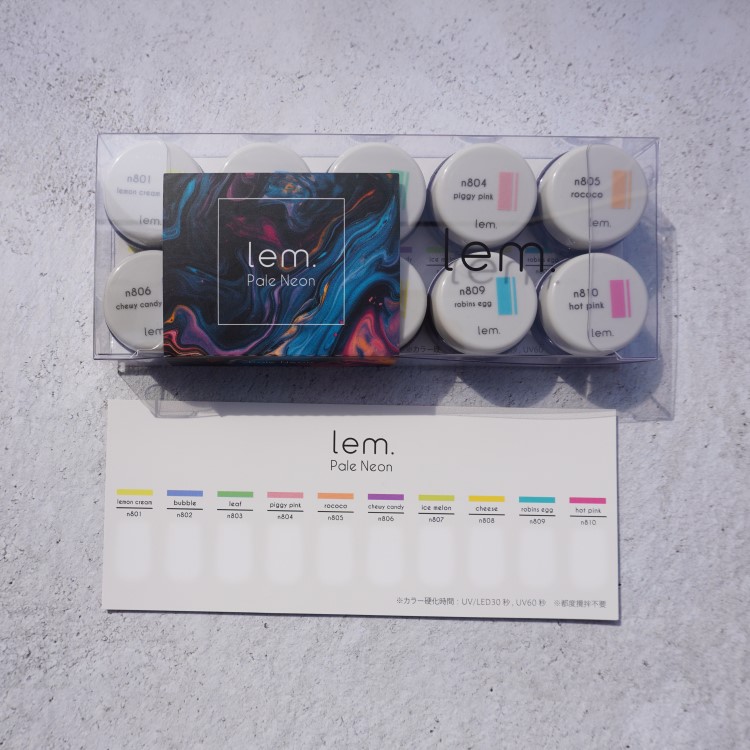 n801
lemon cream
lem.
n804
piggy pink
lem.
n805
rococo
lem.
lem.
Pale Neon
lem.
n806
chewy candy
lem
n809
robins egg
lem.
n810
hot pink
lem.
lem.
Pale Neon
lemon cream bubble leaf piggy pink rococo chewy candy ice melon cheese robins egg hot pink
n801 n802 n803 n804 n805 n806 n807 n808 n809 n810
※カラー硬化時間：UV/LED30秒, UV60秒 ※都度攪拌不要